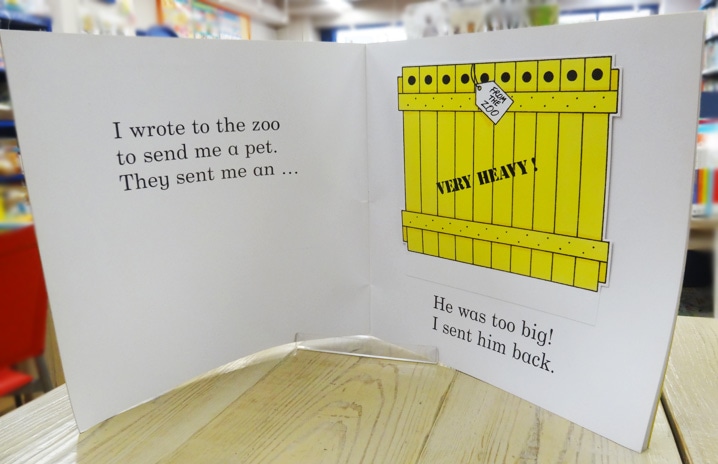 I wrote to the zoo
to send me a pet.
They sent me an ...
FROM
THE
ZOO
VERY HEAVY!
He was too big!
I sent him back.